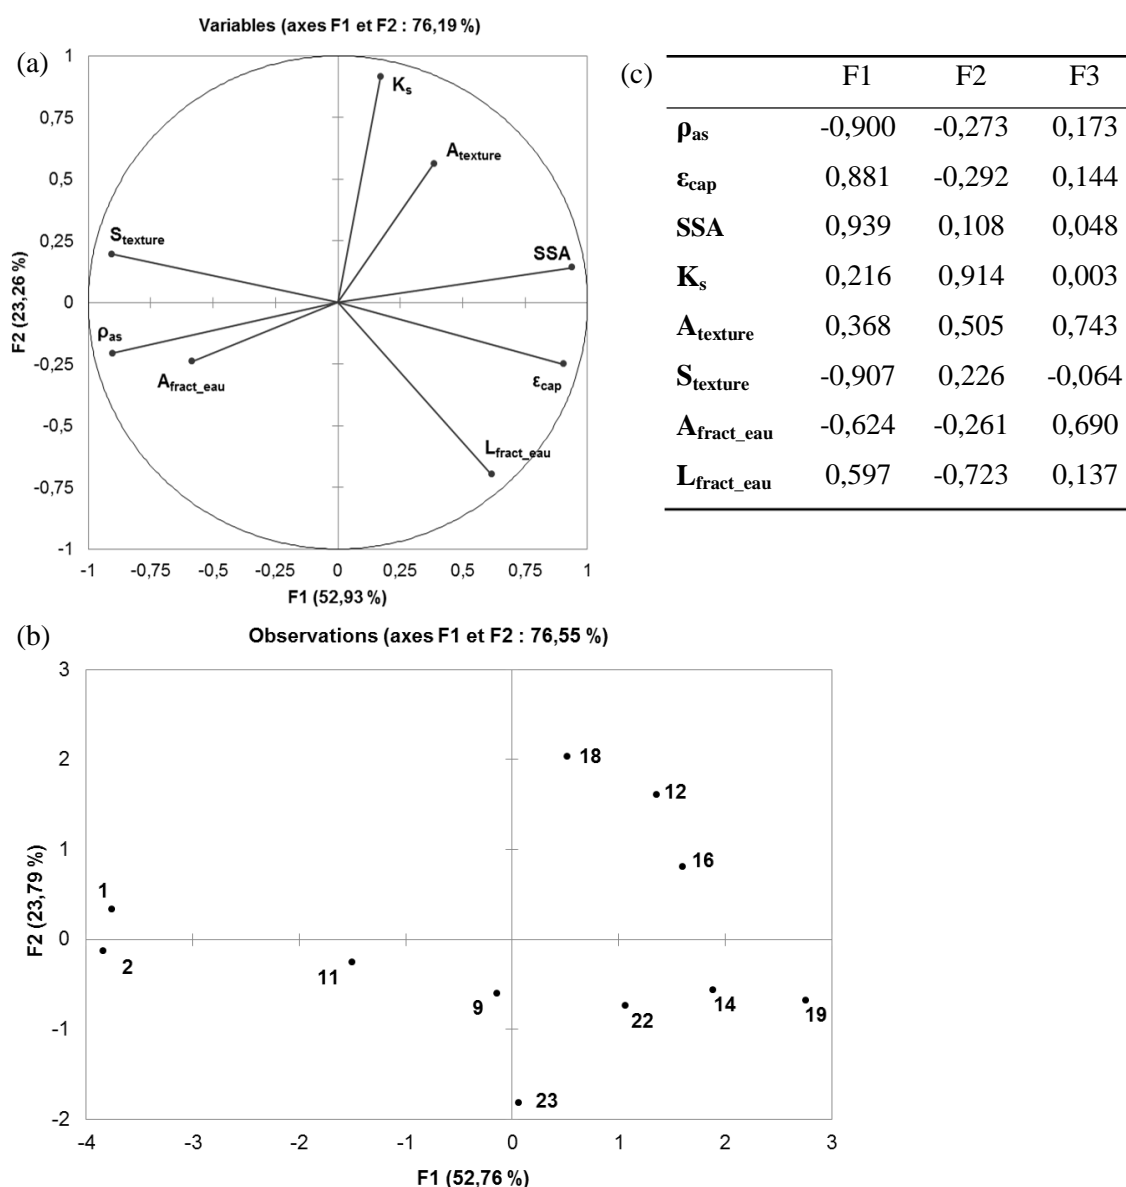 Variables (axes F1 et F2 : 76,19 %)
(a)
1
0,75
0,5
0,25
0
-0,25
-0,5
-0,75
-1
F2 (23,26 %)
Ks
Atexture
Stexture
SSA
ρas
Afract_eau
εcap
Lfract_eau
-1 -0,75 -0,5 -0,25 0 0,25 0,5 0,75 1
F1 (52,93 %)
(c)
F1 F2 F3
ρas -0,900 -0,273 0,173
εcap 0,881 -0,292 0,144
SSA 0,939 0,108 0,048
Ks 0,216 0,914 0,003
Atexture 0,368 0,505 0,743
Stexture -0,907 0,226 -0,064
Afract_eau -0,624 -0,261 0,690
Lfract_eau 0,597 -0,723 0,137
(b)
Observations (axes F1 et F2 : 76,55 %)
3
2
1
0
-1
-2
F2 (23,79 %)
18
12
16
1
2
11
9
22
14
19
23
-4 -3 -2 -1 0 1 2 3
F1 (52,76 %)